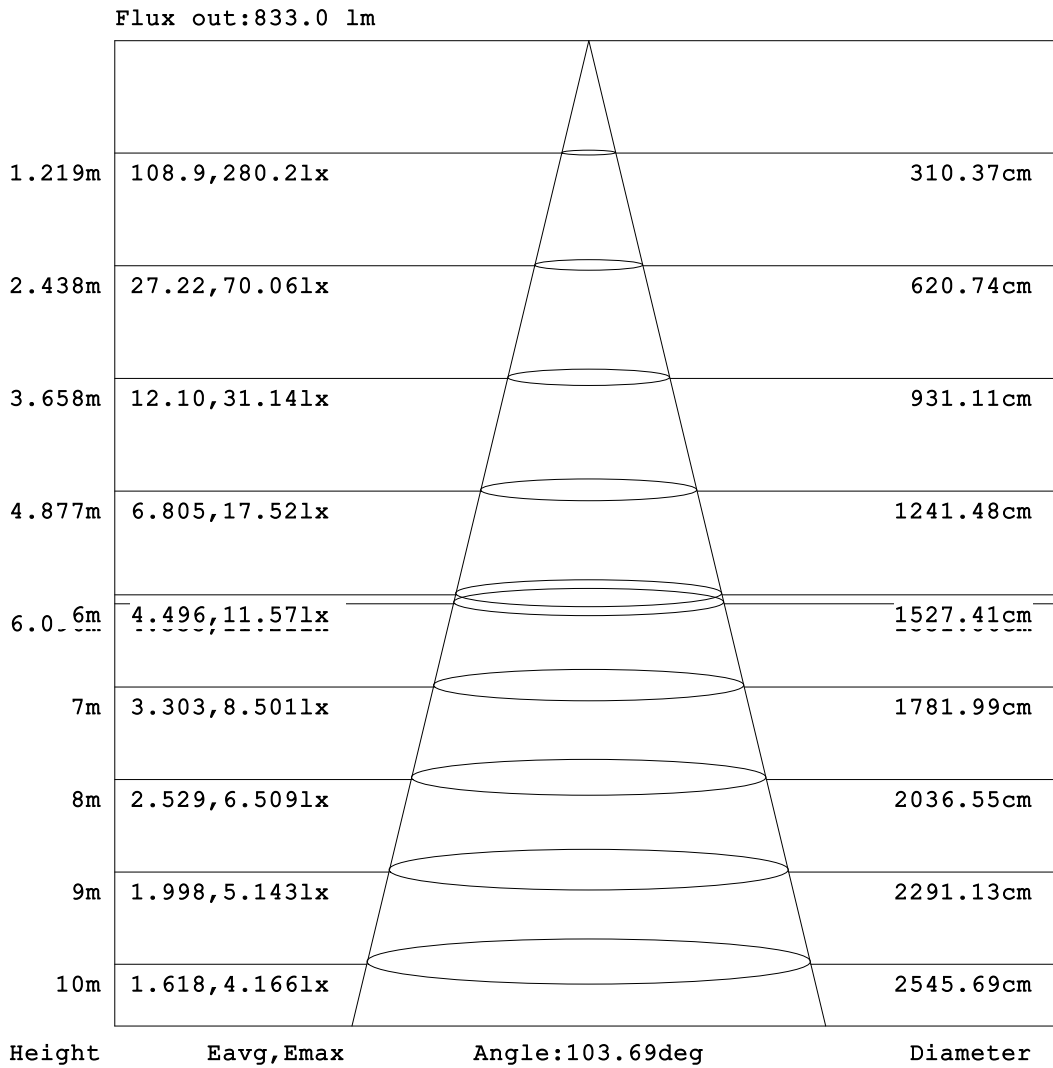 Flux out:833.0 lm
1.219m 108.9,280.2lx 310.37cm
2.438m 27.22,70.06lx 620.74cm
3.658m 12.10,31.14lx 931.11cm
4.877m 6.805,17.52lx 1241.48cm
6m 4.496,11.57lx 1527.41cm
7m 3.303,8.501lx 1781.99cm
8m 2.529,6.509lx 2036.55cm
9m 1.998,5.143lx 2291.13cm
10m 1.618,4.166lx 2545.69cm
Height Eavg,Emax Angle:103.69deg Diameter